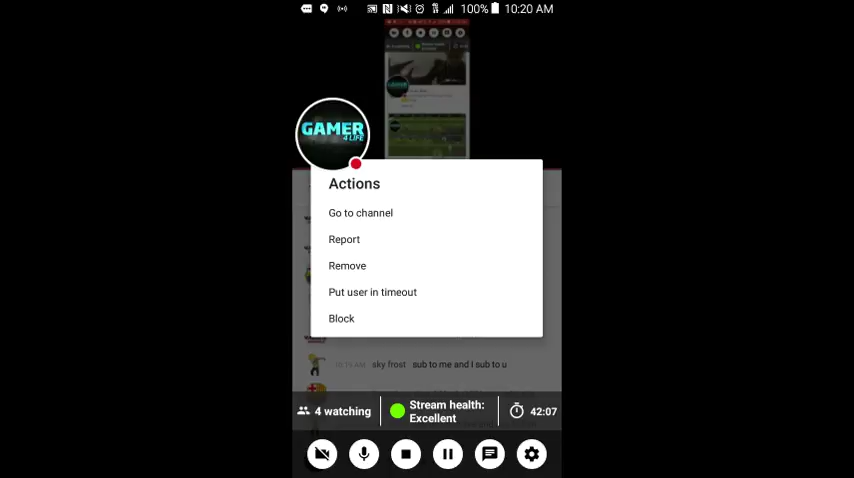 100% 10:20 AM
GAMER
4 LIFE
Actions
Go to channel
Report
Remove
Put user in timeout
Block
sky frost sub to me and I sub to u
4 watching
Stream health:
Excellent
42:07